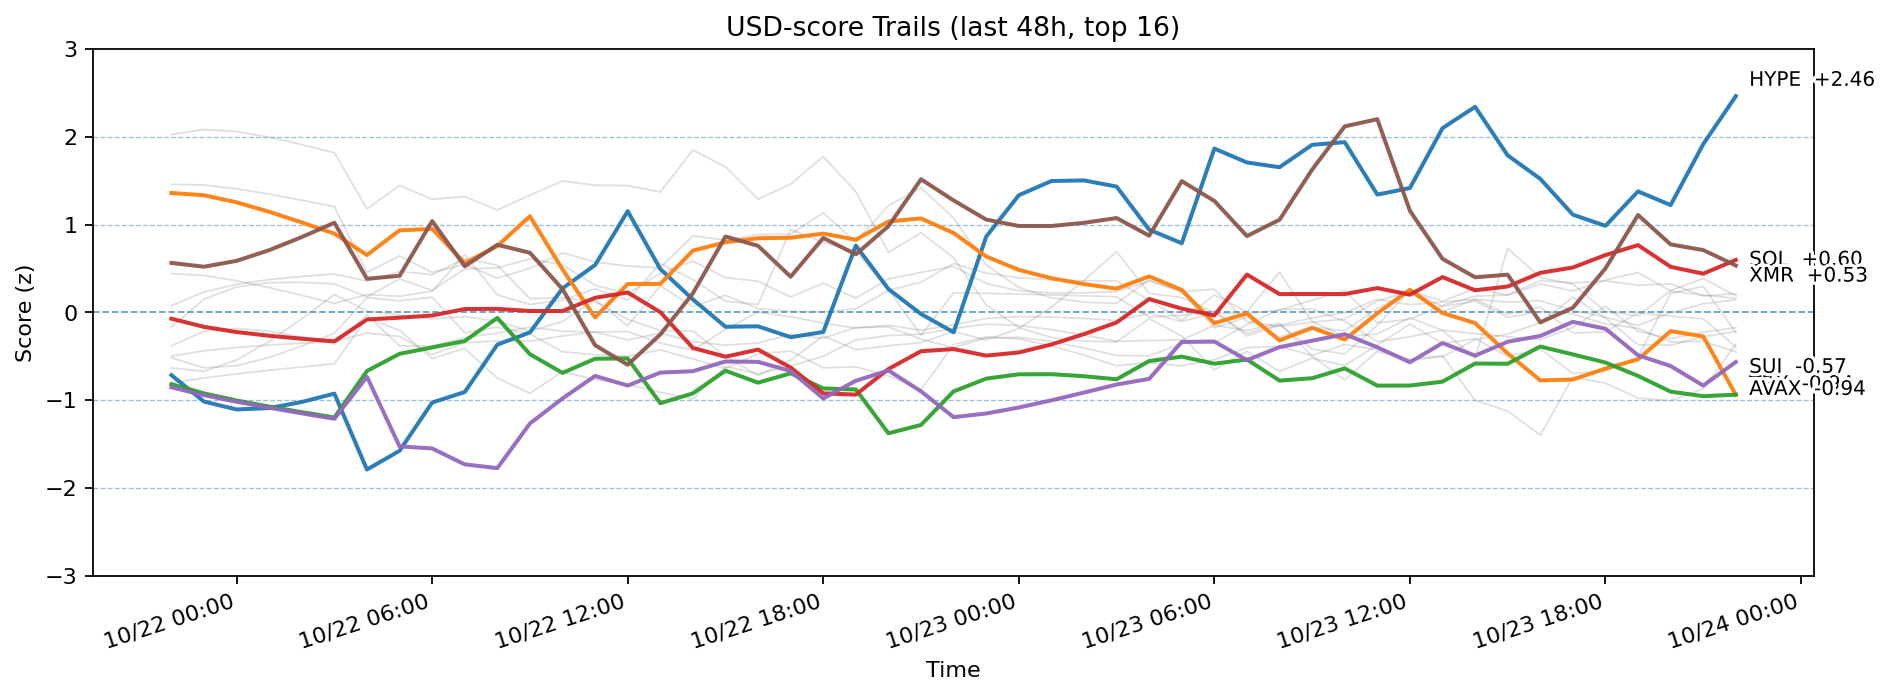 USD-score Trails (last 48h, top 16)
Score (z)
3
2
1
0
−1
−2
−3
HYPE +2.46
SOL +0.60
XMR +0.53
SUI -0.57
AVAX -0.94
10/22 00:00
10/22 06:00
10/22 12:00
10/22 18:00
10/23 00:00
10/23 06:00
10/23 12:00
10/23 18:00
10/24 00:00
Time